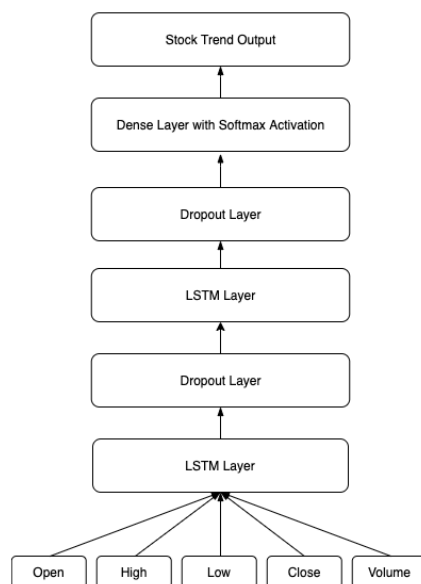 Stock Trend Output
Dense Layer with Softmax Activation
Dropout Layer
LSTM Layer
Dropout Layer
LSTM Layer
Open High Low Close Volume